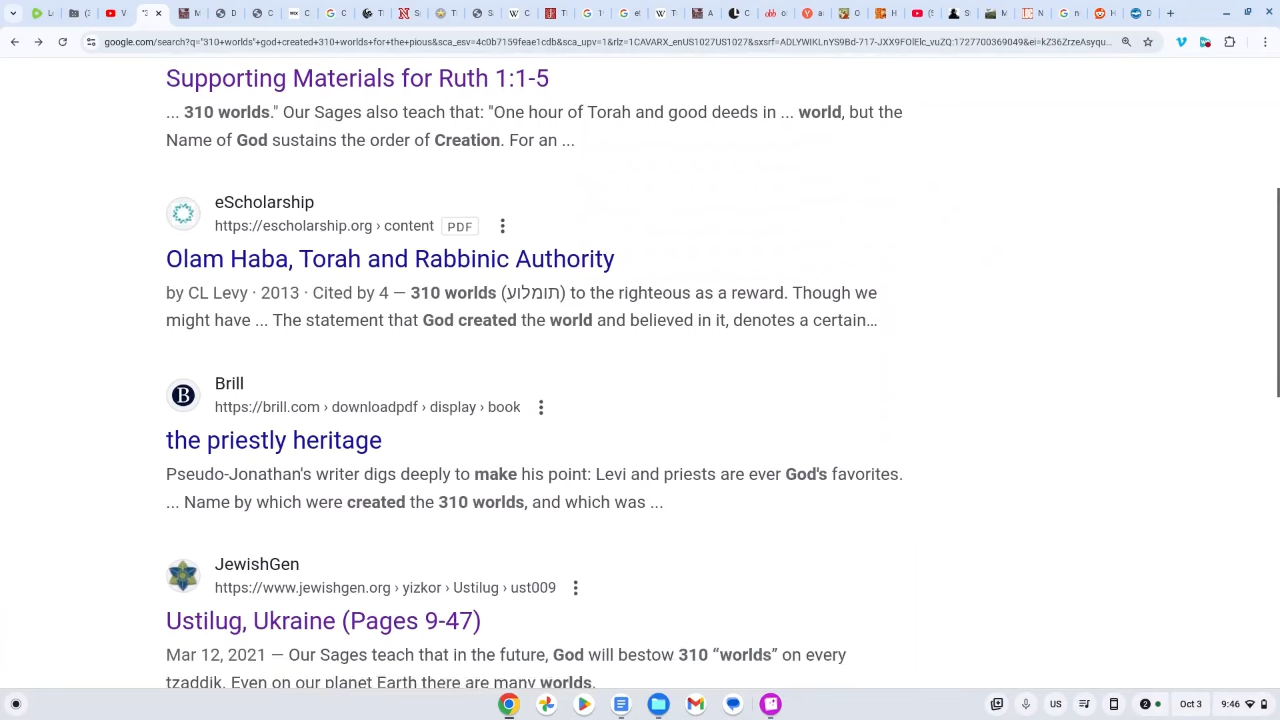 google.com/search?q="310+worlds"+god+created+310+worlds+for+the+pious&sca_esv=4c0b7159feae1cdb&sca_upv=1&rlz=1CAVARX_enUS1027US1027&sxsrf=
Supporting Materials for Ruth 1:1-5
... 310 worlds." Our Sages also teach that: "One hour of Torah and good deeds in ... world, but the
Name of God sustains the order of Creation. For an ...
eScholarship
https://escholarship.org › content PDF
Olam Haba, Torah and Rabbinic Authority
by CL Levy · 2013 · Cited by 4 — 310 worlds (תומלוע) to the righteous as a reward. Though we
might have ... The statement that God created the world and believed in it, denotes a certain…
B Brill
https://brill.com › downloadpdf › display › book
the priestly heritage
Pseudo-Jonathan's writer digs deeply to make his point: Levi and priests are ever God's favorites.
... Name by which were created the 310 worlds, and which was ...
JewishGen
https://www.jewishgen.org › yizkor › Ustilug › ust009
Ustilug, Ukraine (Pages 9-47)
Mar 12, 2021 — Our Sages teach that in the future, God will bestow 310 “worlds” on every
tzaddik. Even on our planet Earth there are many worlds.
US 2 Oct 3 9:46